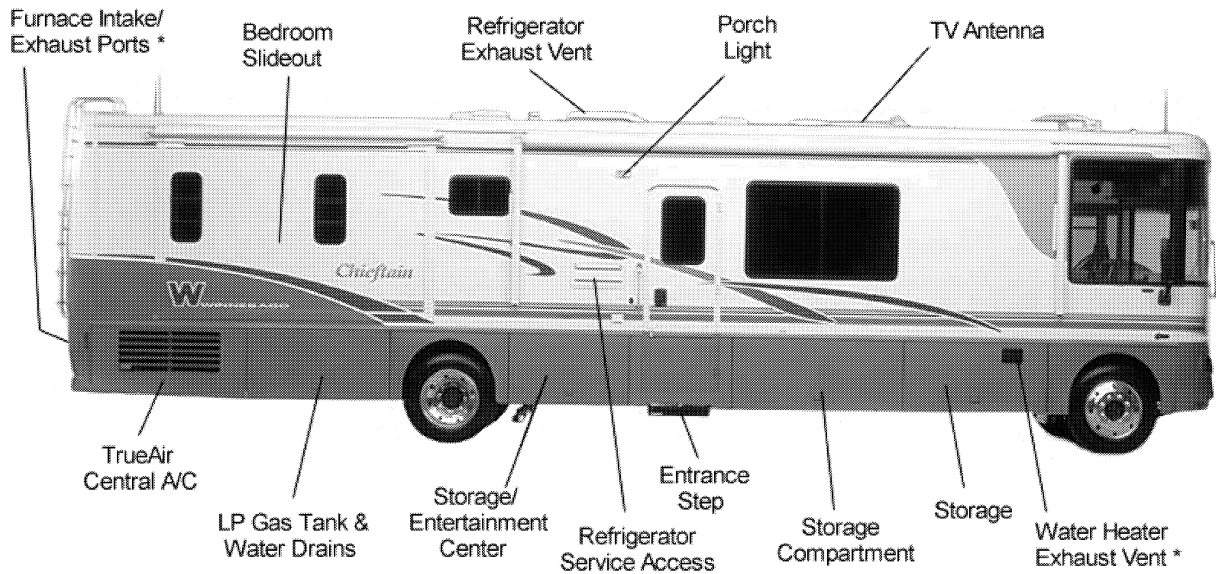 Furnace Intake/
Exhaust Ports *
Bedroom
Slideout
Refrigerator
Exhaust Vent
Porch
Light
TV Antenna
Chieftain
W WINNEBAGO
TrueAir
Central A/C
LP Gas Tank &
Water Drains
Storage/
Entertainment
Center
Refrigerator
Service Access
Entrance
Step
Storage
Compartment
Storage
Water Heater
Exhaust Vent *